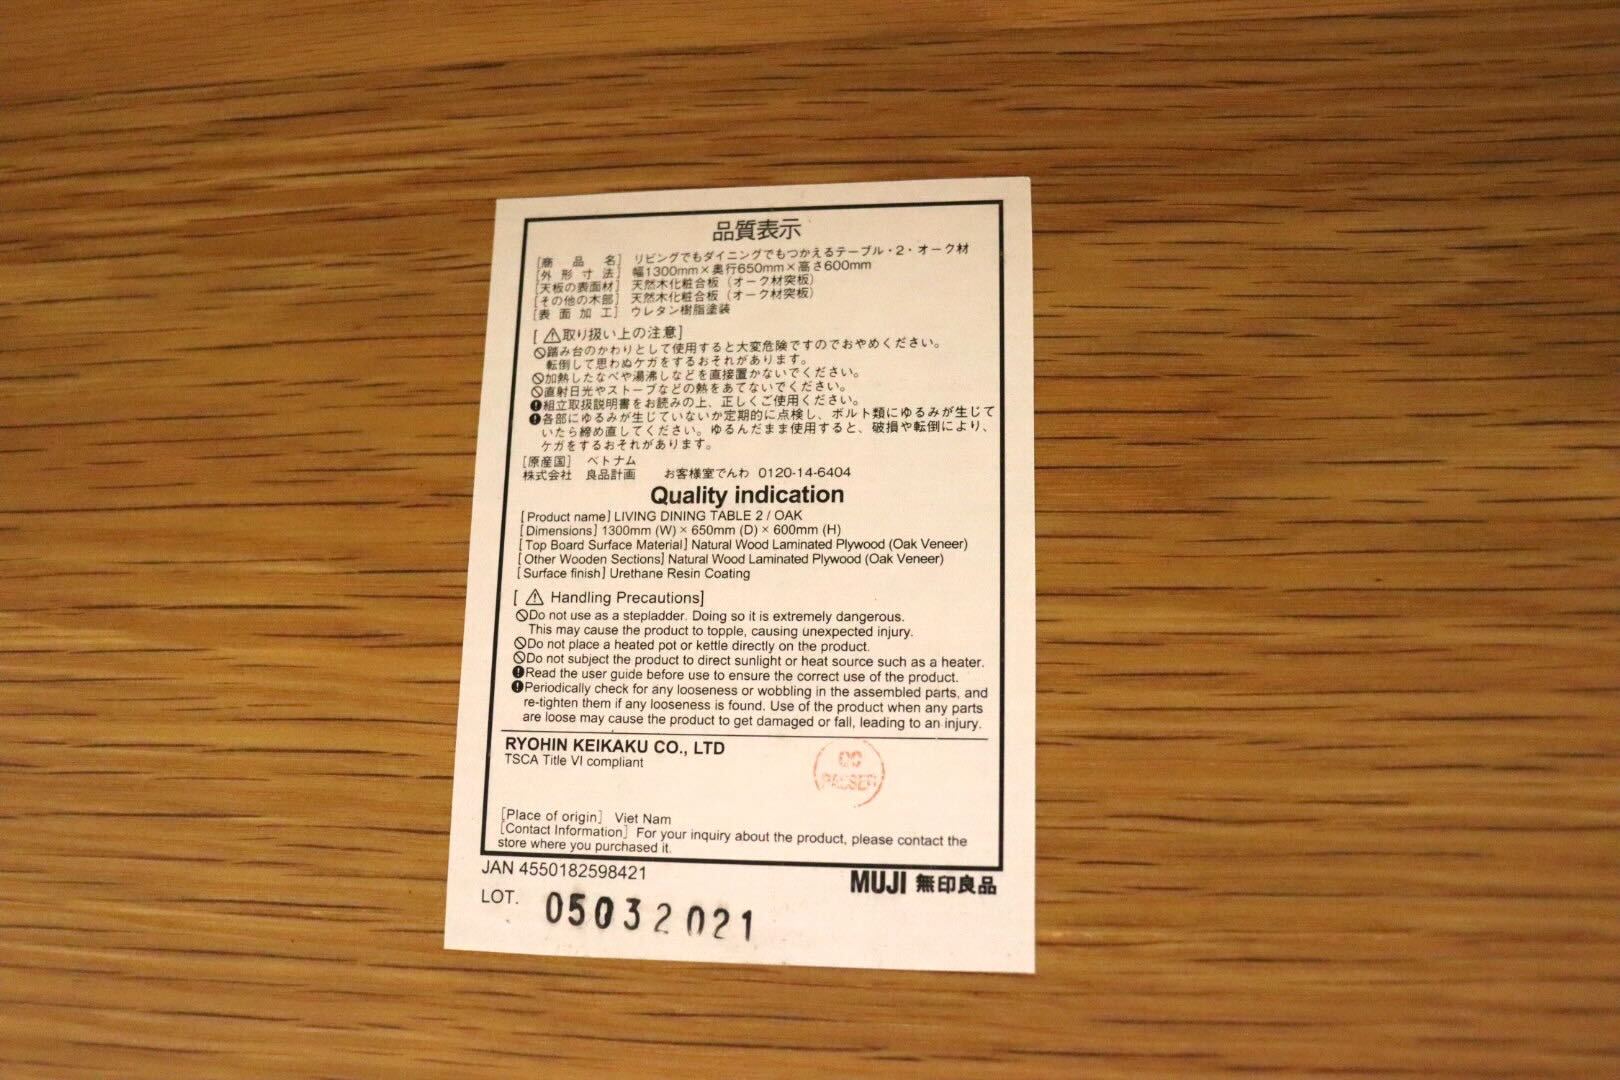 品質表示
[商品名] リビングでもダイニングでもつかえるテーブル・2・オーク材
[外形寸法] 幅1300mm×奥行650mm×高さ600mm
[天板の表面材] 天然木化粧合板（オーク材突板）
[その他の木部] 天然木化粧合板（オーク材突板）
[表面加工] ウレタン樹脂塗装
[⚠取り扱い上の注意]
🚫踏み台のかわりとして使用すると大変危険ですのでおやめください。
転倒して思わぬケガをするおそれがあります。
🚫加熱したなべや湯沸しなどを直接置かないでください。
🚫直射日光やストーブなどの熱をあてないでください。
❗組立取扱説明書をお読みの上、正しくご使用ください。
❗各部にゆるみが生じていないか定期的に点検し、ボルト類にゆるみが生じて
いたら締め直してください。ゆるんだまま使用すると、破損や転倒により、
ケガをするおそれがあります。
[原産国] ベトナム
株式会社 良品計画 お客様室でんわ 0120-14-6404
Quality indication
[Product name] LIVING DINING TABLE 2 / OAK
[Dimensions] 1300mm (W) × 650mm (D) × 600mm (H)
[Top Board Surface Material] Natural Wood Laminated Plywood (Oak Veneer)
[Other Wooden Sections] Natural Wood Laminated Plywood (Oak Veneer)
[Surface finish] Urethane Resin Coating
[⚠ Handling Precautions]
🚫Do not use as a stepladder. Doing so it is extremely dangerous.
This may cause the product to topple, causing unexpected injury.
🚫Do not place a heated pot or kettle directly on the product.
🚫Do not subject the product to direct sunlight or heat source such as a heater.
❗Read the user guide before use to ensure the correct use of the product.
❗Periodically check for any looseness or wobbling in the assembled parts, and
re-tighten them if any looseness is found. Use of the product when any parts
are loose may cause the product to get damaged or fall, leading to an injury.
RYOHIN KEIKAKU CO., LTD
TSCA Title VI compliant
QC
PASSED
[Place of origin] Viet Nam
[Contact Information] For your inquiry about the product, please contact the
store where you purchased it.
JAN 4550182598421
MUJI 無印良品
LOT. 05032021